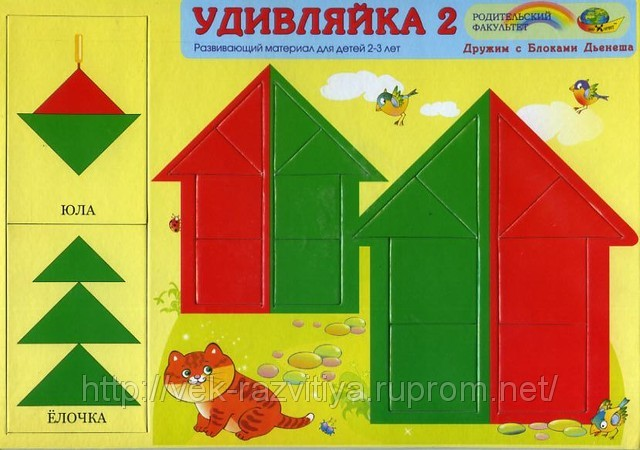 УДИВЛЯЙКА 2
Развивающий материал для детей 2-3 лет
РОДИТЕЛЬСКИЙ
ФАКУЛЬТЕТ
Дружим с Блоками Дьенеша
ЮЛА
ЁЛОЧКА
http://vek-razvitiya.ruprom.net/